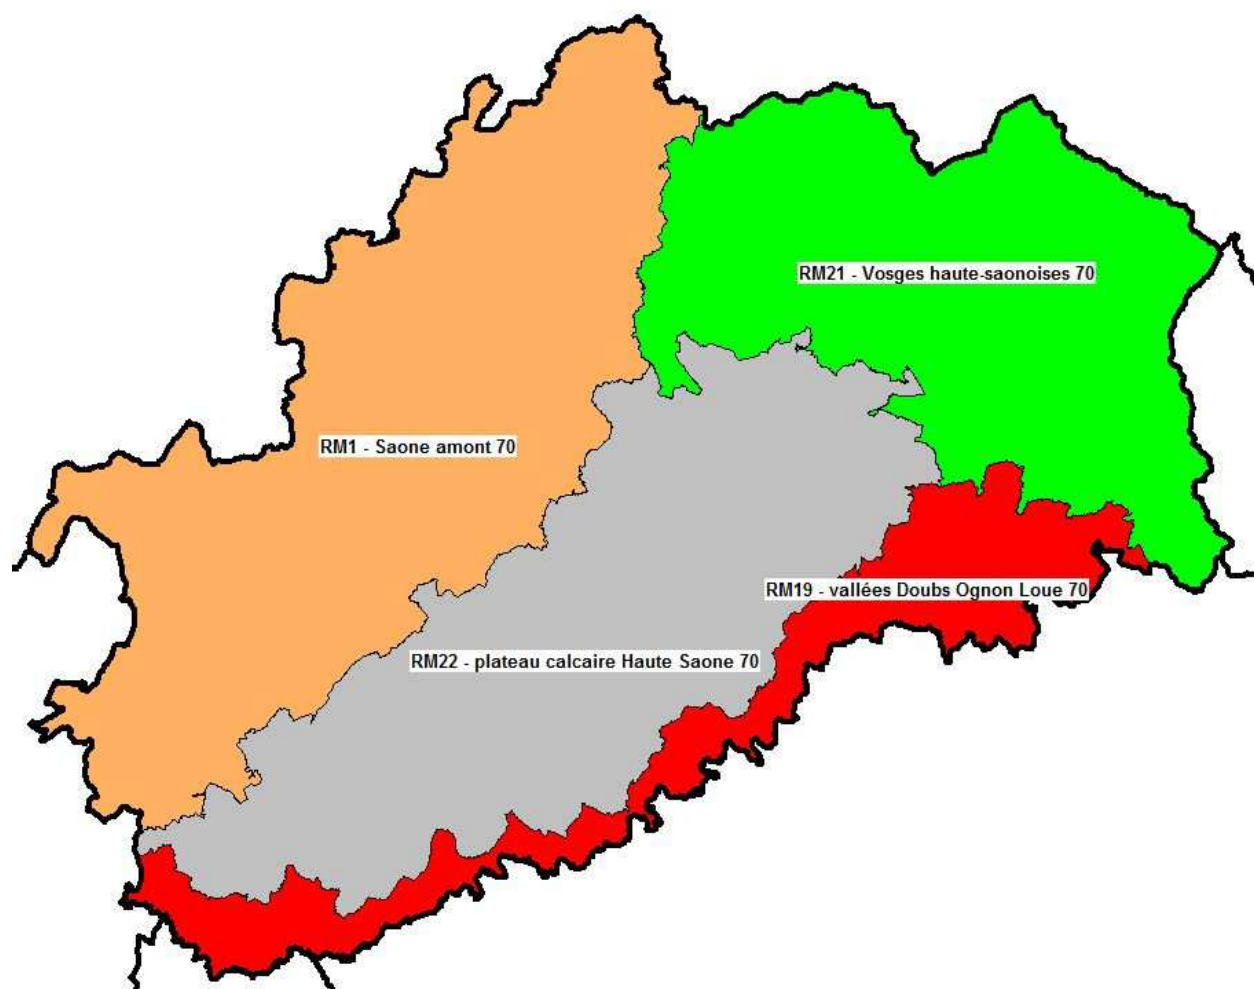 RM21 - Vosges haute-saonoises 70
RM1 - Saone amont 70
RM19 - vallées Doubs Ognon Loue 70
RM22 - plateau calcaire Haute Saone 70